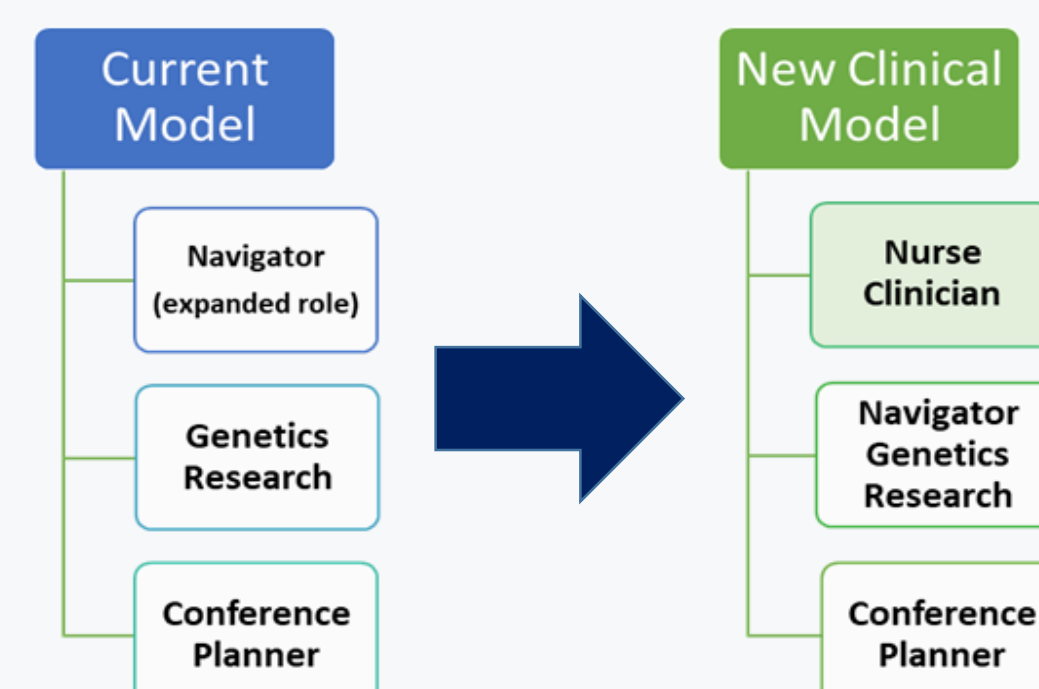 Current
Model
Navigator
(expanded role)
Genetics
Research
Conference
Planner
New Clinical
Model
Nurse
Clinician
Navigator
Genetics
Research
Conference
Planner